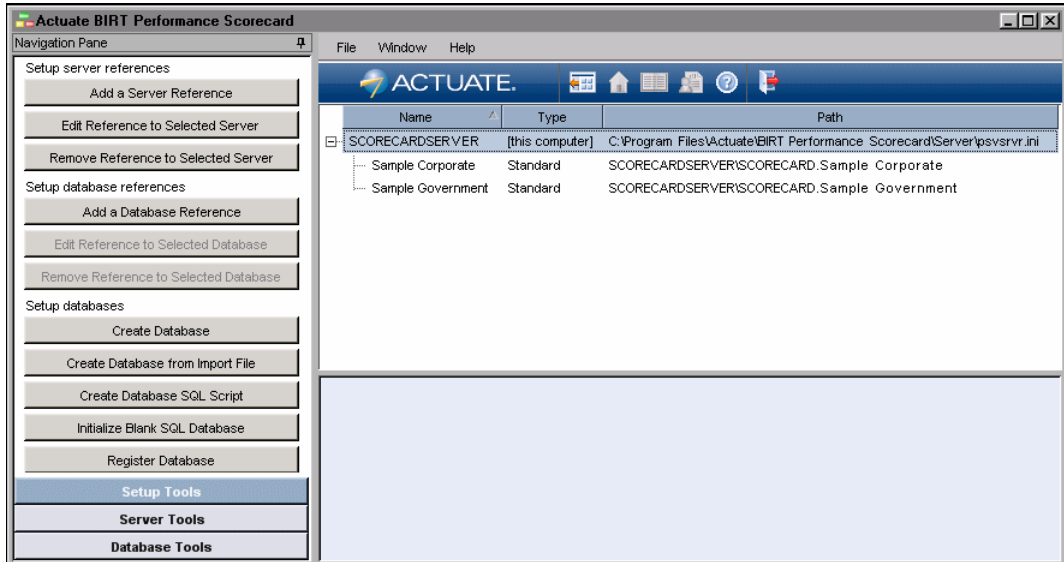 Actuate BIRT Performance Scorecard
Navigation Pane
Setup server references
Add a Server Reference
Edit Reference to Selected Server
Remove Reference to Selected Server
Setup database references
Add a Database Reference
Edit Reference to Selected Database
Remove Reference to Selected Database
Setup databases
Create Database
Create Database from Import File
Create Database SQL Script
Initialize Blank SQL Database
Register Database
Setup Tools
Server Tools
Database Tools
File Window Help
ACTUATE.
Name Type Path
SCORECARDSERVER [this computer] C:\Program Files\Actuate\BIRT Performance Scorecard\Server\psvsrvr.ini
Sample Corporate Standard SCORECARDSERVER\SCORECARD.Sample Corporate
Sample Government Standard SCORECARDSERVER\SCORECARD.Sample Government